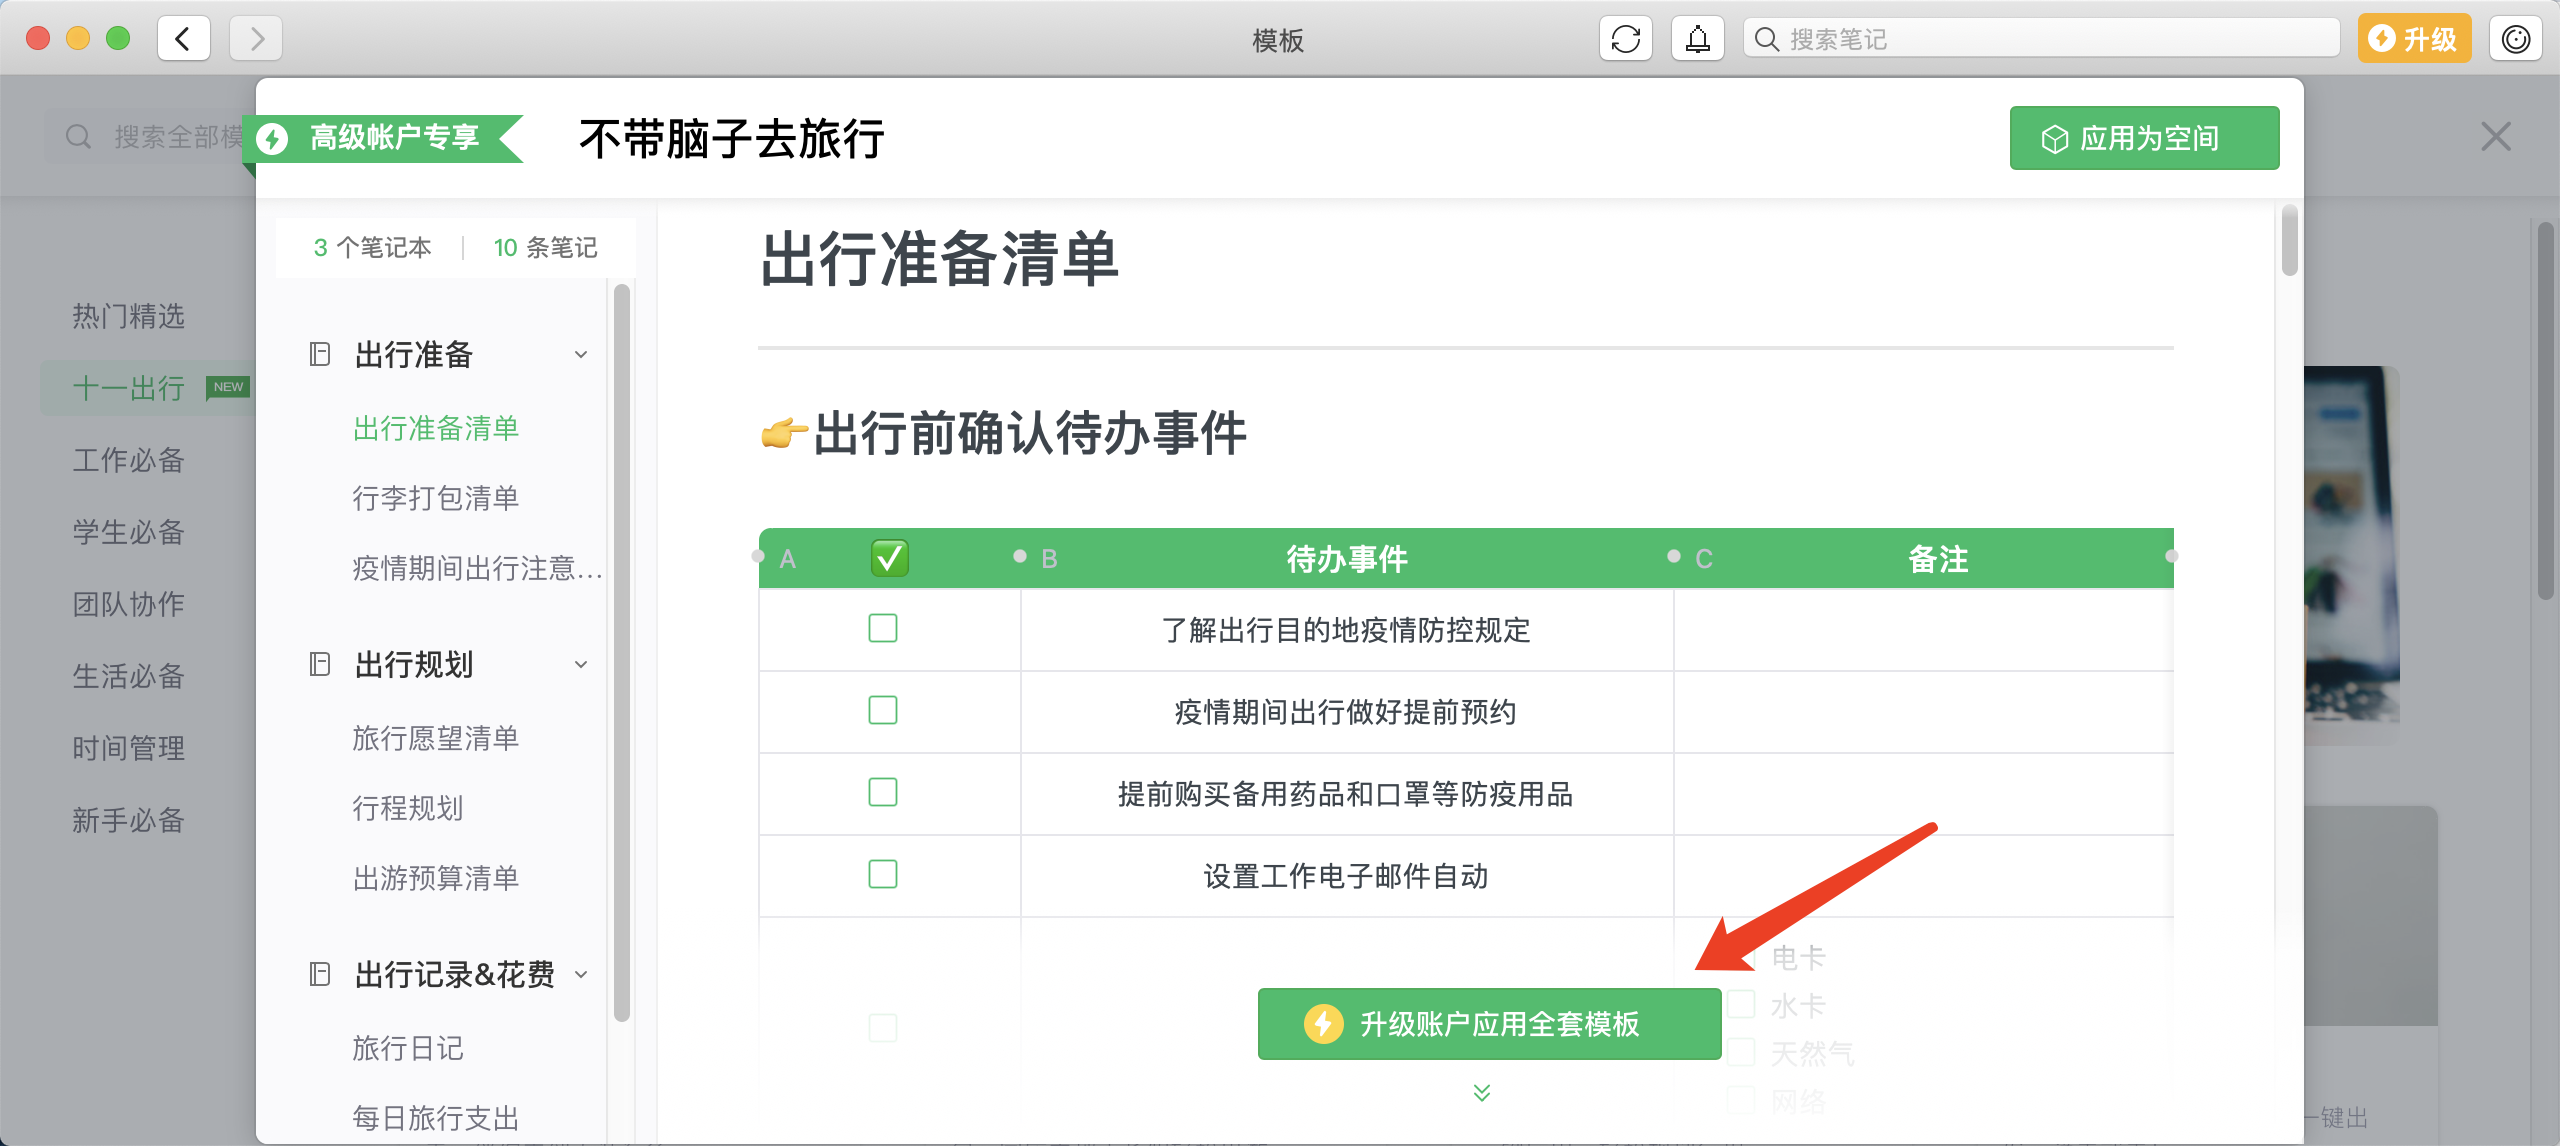 模板
搜索笔记
升级
搜索全部模
高级帐户专享
不带脑子去旅行
应用为空间
热门精选
十一出行 NEW
工作必备
学生必备
团队协作
生活必备
时间管理
新手必备
3 个笔记本 | 10 条笔记
出行准备
出行准备清单
行李打包清单
疫情期间出行注意...
出行规划
旅行愿望清单
行程规划
出游预算清单
出行记录&花费
旅行日记
每日旅行支出
出行准备清单
👉出行前确认待办事件
A ✅ B 待办事件 C 备注
了解出行目的地疫情防控规定
疫情期间出行做好提前预约
提前购买备用药品和口罩等防疫用品
设置工作电子邮件自动
电卡
水卡
天然气
网络
升级账户应用全套模板
一键出